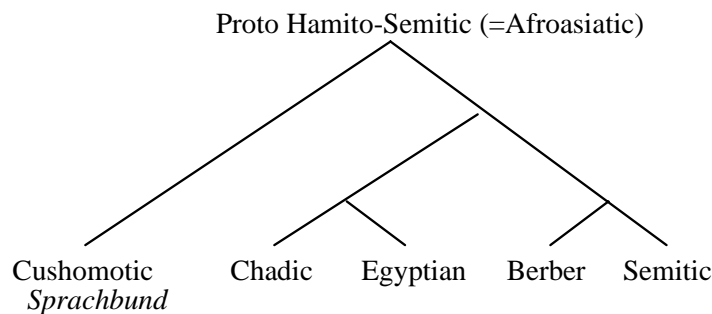 Proto Hamito-Semitic (=Afroasiatic)
Cushomotic Chadic Egyptian Berber Semitic
Sprachbund